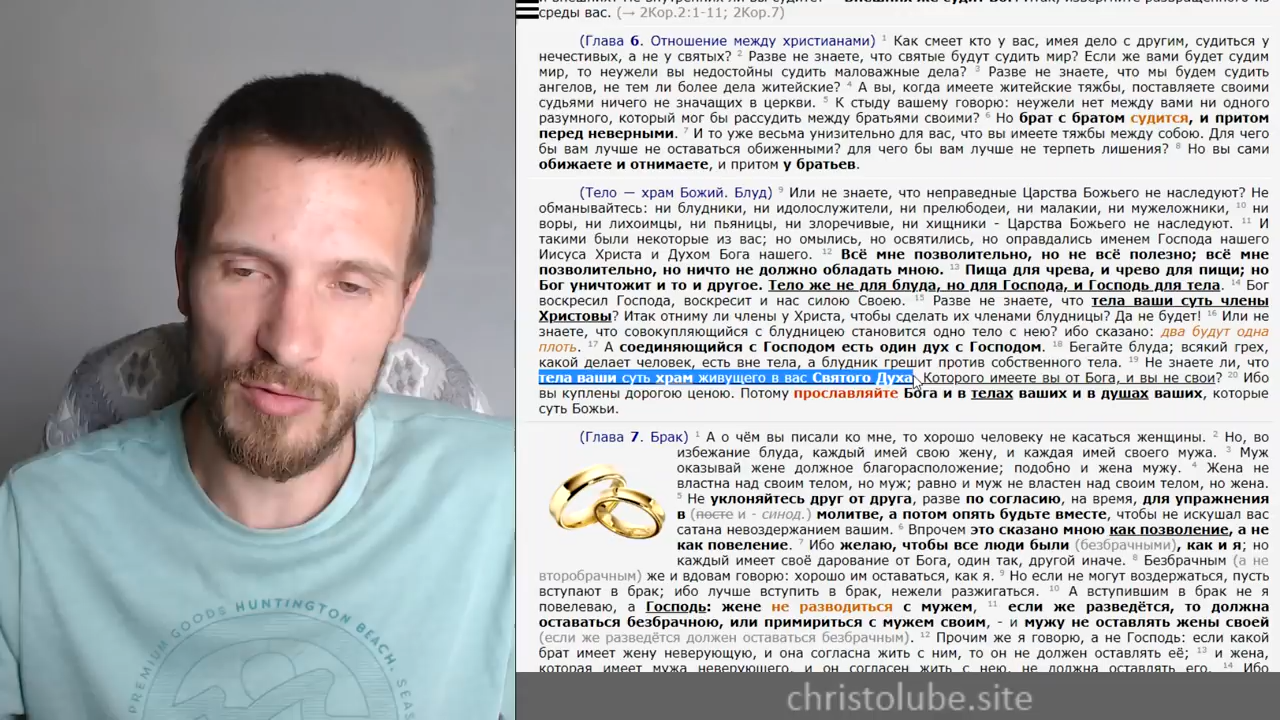 среды вас. (→ 2Кор.2:1-11; 2Кор.7)
(Глава 6. Отношение между христианами) 1 Как смеет кто у вас, имея дело с другим, судиться у
нечестивых, а не у святых? 2 Разве не знаете, что святые будут судить мир? Если же вами будет судим
мир, то неужели вы недостойны судить маловажные дела? 3 Разве не знаете, что мы будем судить
ангелов, не тем ли более дела житейские? 4 А вы, когда имеете житейские тяжбы, поставляете своими
судьями ничего не значащих в церкви. 5 К стыду вашему говорю: неужели нет между вами ни одного
разумного, который мог бы рассудить между братьями своими? 6 Но брат с братом судится, и притом
перед неверными. 7 И то уже весьма унизительно для вас, что вы имеете тяжбы между собою. Для чего
бы вам лучше не оставаться обиженными? для чего бы вам лучше не терпеть лишения? 8 Но вы сами
обижаете и отнимаете, и притом у братьев.
(Тело — храм Божий. Блуд) 9 Или не знаете, что неправедные Царства Божьего не наследуют? Не
обманывайтесь: ни блудники, ни идолослужители, ни прелюбодеи, ни малакии, ни мужеложники, 10 ни
воры, ни лихоимцы, ни пьяницы, ни злоречивые, ни хищники - Царства Божьего не наследуют. 11 И
такими были некоторые из вас; но омылись, но освятились, но оправдались именем Господа нашего
Иисуса Христа и Духом Бога нашего. 12 Всё мне позволительно, но не всё полезно; всё мне
позволительно, но ничто не должно обладать мною. 13 Пища для чрева, и чрево для пищи; но
Бог уничтожит и то и другое. Тело же не для блуда, но для Господа, и Господь для тела. 14 Бог
воскресил Господа, воскресит и нас силою Своею. 15 Разве не знаете, что тела ваши суть члены
Христовы? Итак отниму ли члены у Христа, чтобы сделать их членами блудницы? Да не будет! 16 Или не
знаете, что совокупляющийся с блудницею становится одно тело с нею? ибо сказано: два будут одна
плоть. 17 А соединяющийся с Господом есть один дух с Господом. 18 Бегайте блуда; всякий грех,
какой делает человек, есть вне тела, а блудник грешит против собственного тела. 19 Не знаете ли, что
тела ваши суть храм живущего в вас Святого Духа, Которого имеете вы от Бога, и вы не свои? 20 Ибо
вы куплены дорогою ценою. Потому прославляйте Бога и в телах ваших и в душах ваших, которые
суть Божьи.
(Глава 7. Брак) 1 А о чём вы писали ко мне, то хорошо человеку не касаться женщины. 2 Но, во
избежание блуда, каждый имей свою жену, и каждая имей своего мужа. 3 Муж
оказывай жене должное благорасположение; подобно и жена мужу. 4 Жена не
властна над своим телом, но муж; равно и муж не властен над своим телом, но жена.
5 Не уклоняйтесь друг от друга, разве по согласию, на время, для упражнения
в (посте и - синод.) молитве, а потом опять будьте вместе, чтобы не искушал вас
сатана невоздержанием вашим. 6 Впрочем это сказано мною как позволение, а не
как повеление. 7 Ибо желаю, чтобы все люди были (безбрачными), как и я; но
каждый имеет своё дарование от Бога, один так, другой иначе. 8 Безбрачным (а не
второбрачным) же и вдовам говорю: хорошо им оставаться, как я. 9 Но если не могут воздержаться, пусть
вступают в брак; ибо лучше вступить в брак, нежели разжигаться. 10 А вступившим в брак не я
повелеваю, а Господь: жене не разводиться с мужем, 11 если же разведётся, то должна
оставаться безбрачною, или примириться с мужем своим, - и мужу не оставлять жены своей
(если же разведётся должен оставаться безбрачным). 12 Прочим же я говорю, а не Господь: если какой
брат имеет жену неверующую, и она согласна жить с ним, то он не должен оставлять её; 13 и жена,
которая имеет мужа неверующего, и он согласен жить с нею, не должна оставлять его. 14 Ибо
christolube.site
PREMIUM GOODS HUNTINGTON BEACH. SEAS